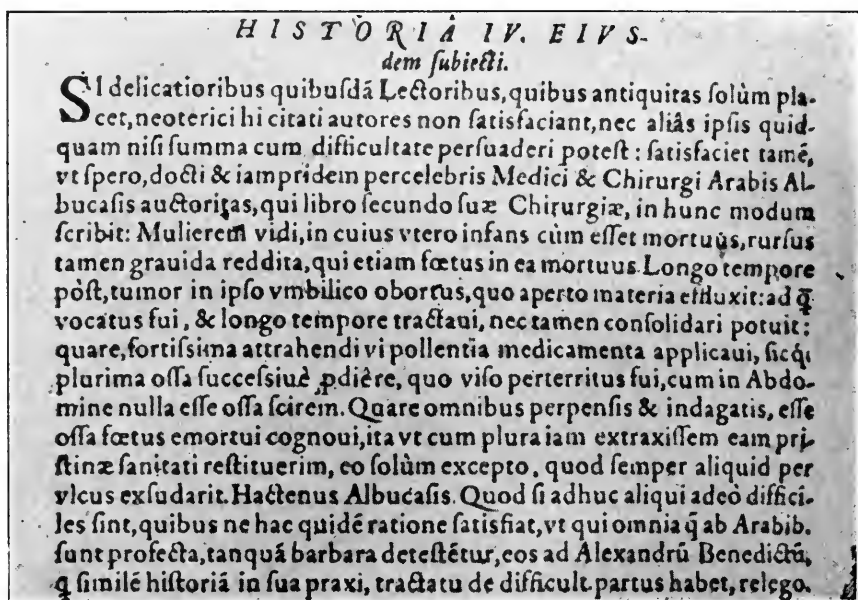 HISTORIA IV. EIVS-
dem ſubiecti.
SI delicatioribus quibuſdã Lectoribus, quibus antiquitas ſolùm pla-
cet, neoterici hi citati autores non ſatisfaciant, nec aliâs ipſis quid-
quam niſi ſumma cum difficultate perſuaderi poteſt: ſatisfaciet tamẽ,
vt ſpero, docti & iampridem percelebris Medici & Chirurgi Arabis Al-
bucaſis auctoritas, qui libro ſecundo ſuæ Chirurgiæ, in hunc modum
ſcribit: Mulierem vidi, in cuius vtero infans cùm eſſet mortuus, rurſus
tamen grauida reddita, qui etiam fœtus in ea mortuus. Longo tempore
pòſt, tumor in ipſo vmbilico obortus, quo aperto materia effluxit: ad q̃
vocatus fui, & longo tempore tractaui, nec tamen conſolidari potuit:
quare, fortiſsima attrahendi vi pollentia medicamenta applicaui, ſicq́;
plurima oſſa ſucceſsiuè ꝓdiêre, quo viſo perterritus fui, cum in Abdo-
mine nulla eſſe oſſa ſcirem. Quare omnibus perpenſis & indagatis, eſſe
oſſa fœtus emortui cognoui, ita vt cum plura iam extraxiſſem eam pri-
ſtinæ ſanitati reſtituerim, eo ſolùm excepto, quod ſemper aliquid per
vlcus exſudarit. Hactenus Albucaſis. Quod ſi adhuc aliqui adeò diffici-
les ſint, quibus ne hac quidẽ ratione ſatisfiat, vt qui omnia q̃ ab Arabib.
ſunt profecta, tanquã barbara deteſtẽtur, eos ad Alexandrũ Benedictũ,
q ſimilẽ hiſtoriã in ſua praxi, tractatu de difficult. partus habet, relego.